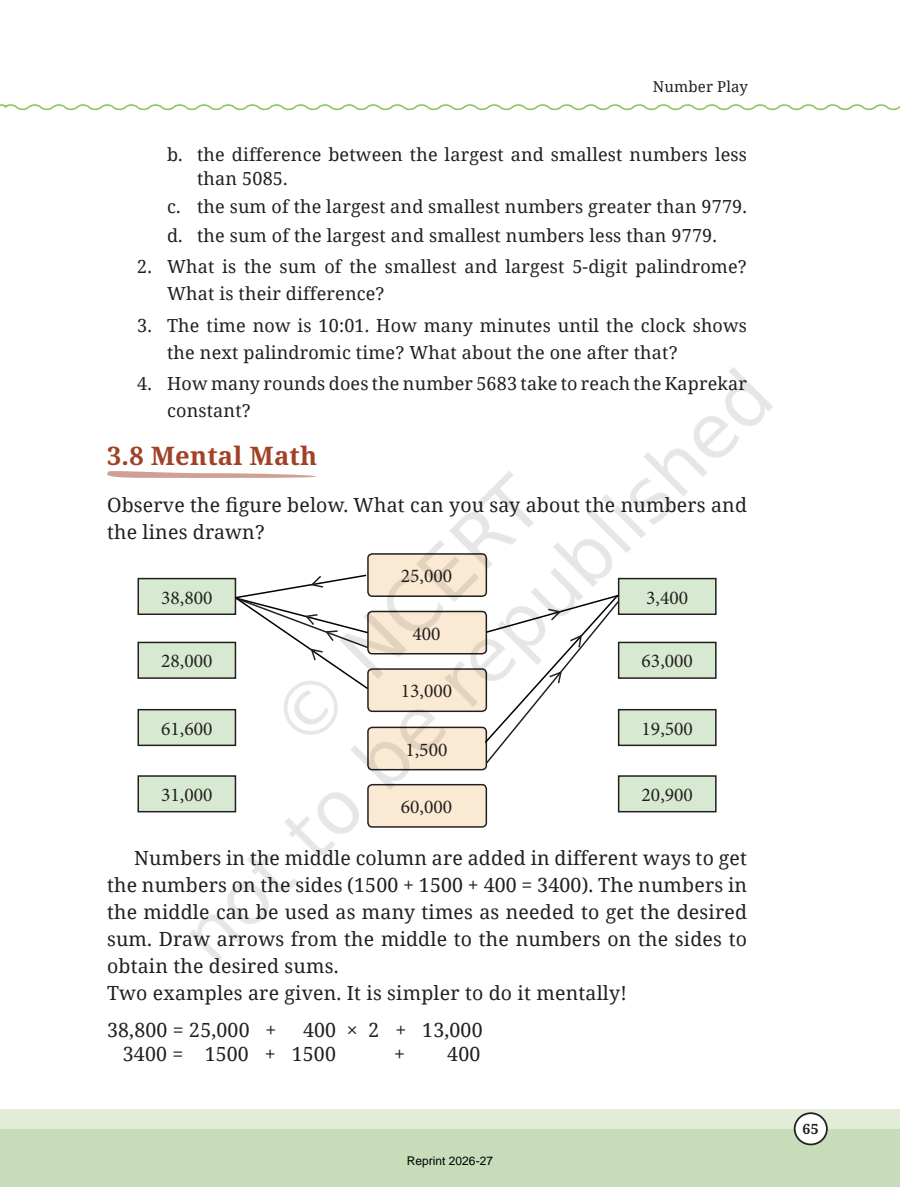 Number Play
b. the difference between the largest and smallest numbers less
than 5085.
c. the sum of the largest and smallest numbers greater than 9779.
d. the sum of the largest and smallest numbers less than 9779.
2. What is the sum of the smallest and largest 5-digit palindrome?
What is their difference?
3. The time now is 10:01. How many minutes until the clock shows
the next palindromic time? What about the one after that?
4. How many rounds does the number 5683 take to reach the Kaprekar
constant?
3.8 Mental Math
Observe the figure below. What can you say about the numbers and
the lines drawn?
38,800
28,000
61,600
31,000
25,000
400
13,000
1,500
60,000
3,400
63,000
19,500
20,900
Numbers in the middle column are added in different ways to get
the numbers on the sides (1500 + 1500 + 400 = 3400). The numbers in
the middle can be used as many times as needed to get the desired
sum. Draw arrows from the middle to the numbers on the sides to
obtain the desired sums.
Two examples are given. It is simpler to do it mentally!
38,800 = 25,000 + 400 × 2 + 13,000
3400 = 1500 + 1500 + 400
© NCERT
not to be republished
65
Reprint 2026-27